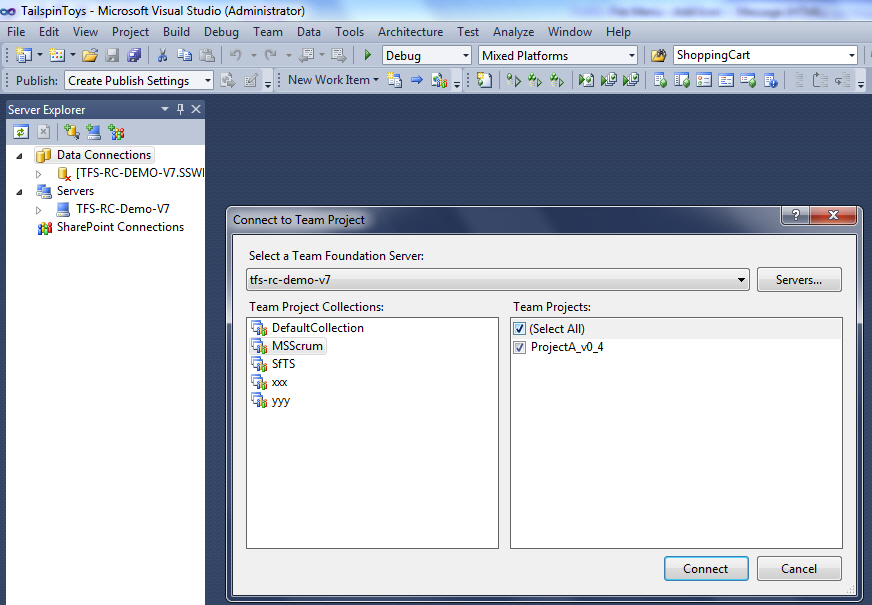 TailspinToys - Microsoft Visual Studio (Administrator)
File Edit View Project Build Debug Team Data Tools Architecture Test Analyze Window Help
Debug Mixed Platforms ShoppingCart
Publish: Create Publish Settings New Work Item
Server Explorer
Data Connections
[TFS-RC-DEMO-V7.SSWI
Servers
TFS-RC-Demo-V7
SharePoint Connections
Connect to Team Project
?
Select a Team Foundation Server:
tfs-rc-demo-v7 Servers...
Team Project Collections: Team Projects:
DefaultCollection (Select All)
MSScrum ProjectA_v0_4
SfTS
xxx
yyy
Connect Cancel